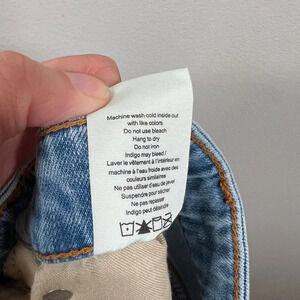 Machine wash cold inside out
with like colors
Do not use bleach
Hang to dry
Do not iron
Indigo may bleed /
Laver le vêtement à l'intérieur en
machine à l'eau froide avec des
couleurs similaires
Ne pas utiliser d'eau de javel
Suspendre pour sécher
Ne pas repasser
Indigo peut déteindre